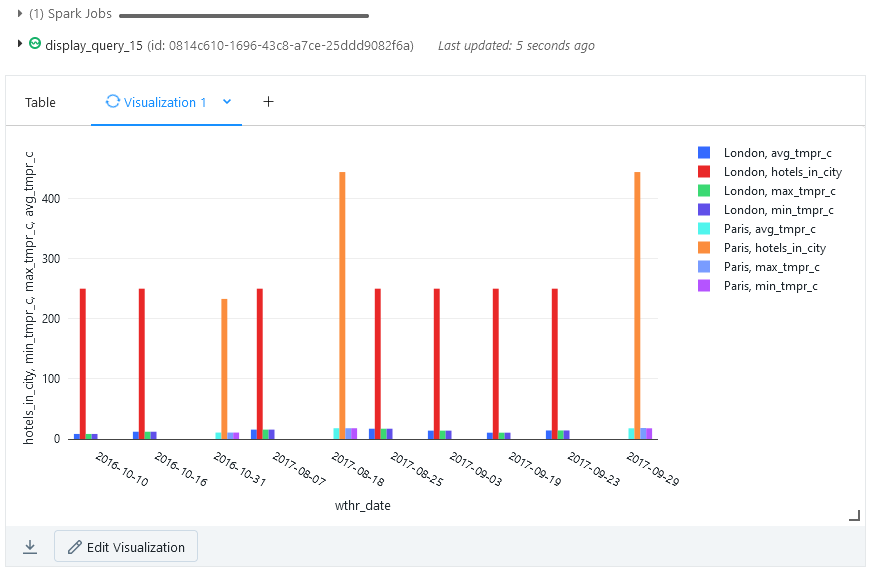 (1) Spark Jobs
display_query_15 (id: 0814c610-1696-43c8-a7ce-25ddd9082f6a) Last updated: 5 seconds ago
Table Visualization 1 +
hotels_in_city, min_tmpr_c, max_tmpr_c, avg_tmpr_c
400
300
200
100
0
2016-10-10 2016-10-16 2016-10-31 2017-08-07 2017-08-18 2017-08-25 2017-09-03 2017-09-19 2017-09-23 2017-09-29
wthr_date
London, avg_tmpr_c
London, hotels_in_city
London, max_tmpr_c
London, min_tmpr_c
Paris, avg_tmpr_c
Paris, hotels_in_city
Paris, max_tmpr_c
Paris, min_tmpr_c
Edit Visualization